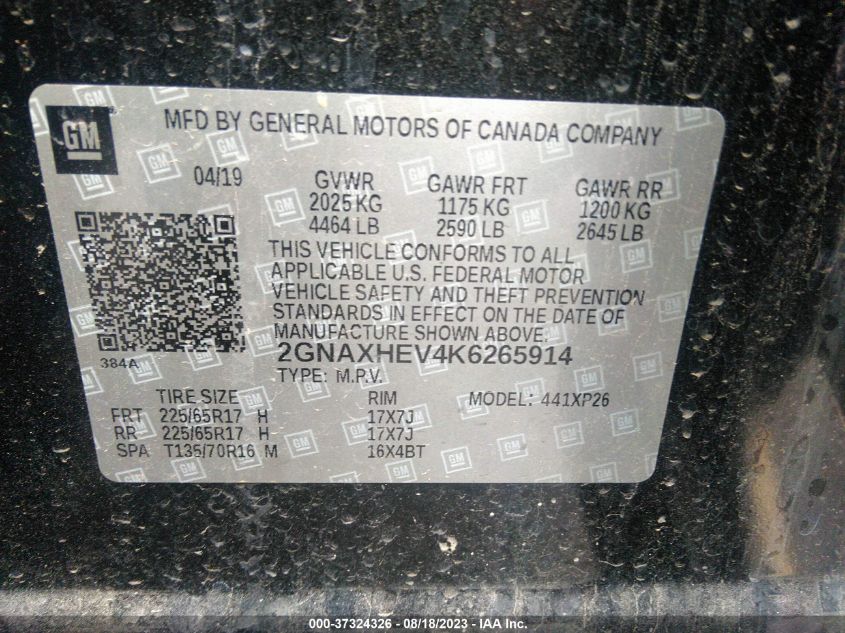 GM
MFD BY GENERAL MOTORS OF CANADA COMPANY
04/19 GVWR GAWR FRT GAWR RR
2025 KG 1175 KG 1200 KG
4464 LB 2590 LB 2645 LB
THIS VEHICLE CONFORMS TO ALL
APPLICABLE U.S. FEDERAL MOTOR
VEHICLE SAFETY AND THEFT PREVENTION
STANDARDS IN EFFECT ON THE DATE OF
MANUFACTURE SHOWN ABOVE.
384A 2GNAXHEV4K6265914
TYPE: M.P.V.
TIRE SIZE RIM MODEL: 441XP26
FRT 225/65R17 H 17X7J
RR 225/65R17 H 17X7J
SPA T135/70R16 M 16X4BT
000-37324326 / 08/18/2023 - IAA Inc.